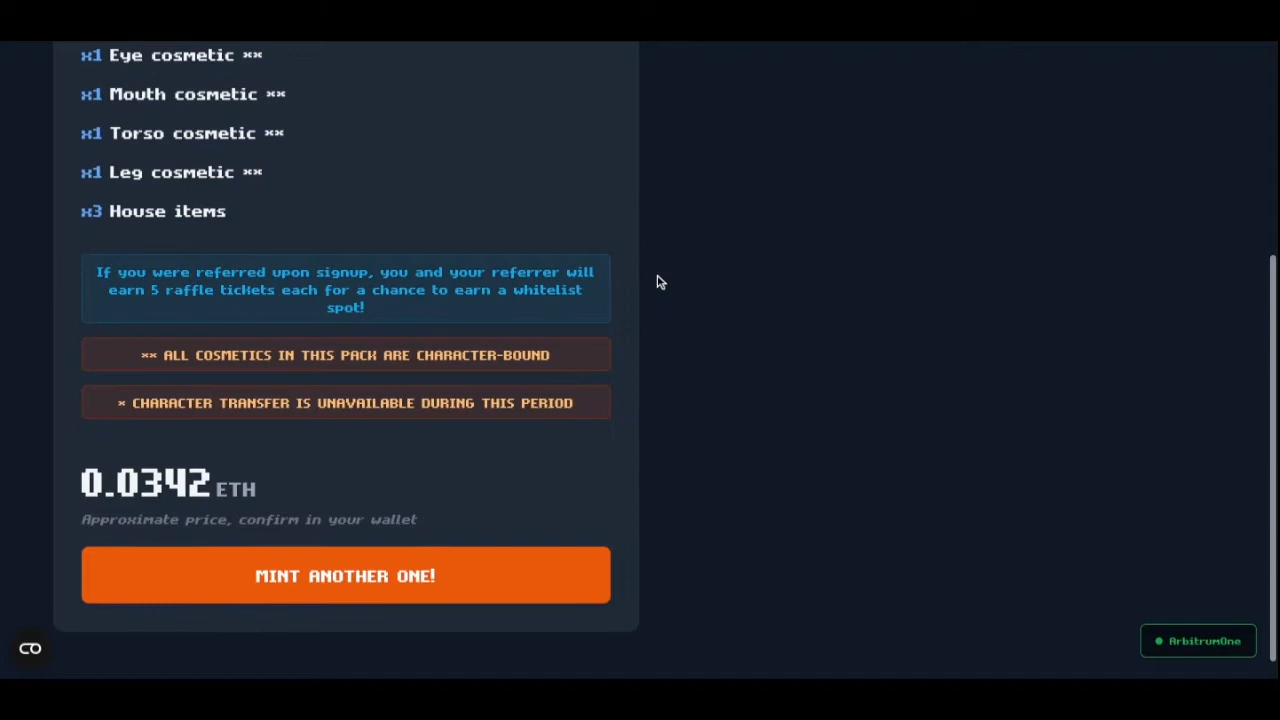 x1 Eye cosmetic **
x1 Mouth cosmetic **
x1 Torso cosmetic **
x1 Leg cosmetic **
x3 House items
If you were referred upon signup, you and your referrer will
earn 5 raffle tickets each for a chance to earn a whitelist
spot!
** ALL COSMETICS IN THIS PACK ARE CHARACTER-BOUND
* CHARACTER TRANSFER IS UNAVAILABLE DURING THIS PERIOD
0.0342 ETH
Approximate price, confirm in your wallet
MINT ANOTHER ONE!
ArbitrumOne